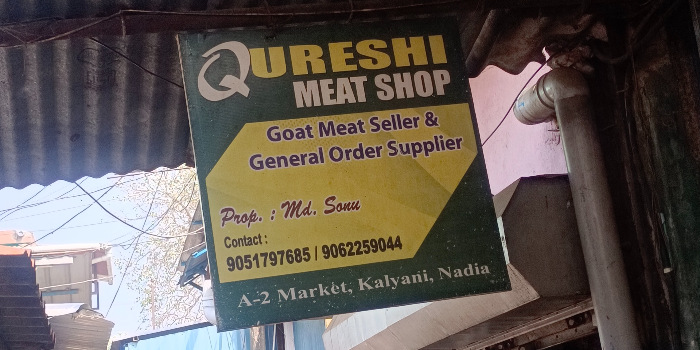 QURESHI
MEAT SHOP
Goat Meat Seller &
General Order Supplier
Prop. : Md. Sonu
Contact :
9051797685 / 9062259044
A-2 Market, Kalyani, Nadia